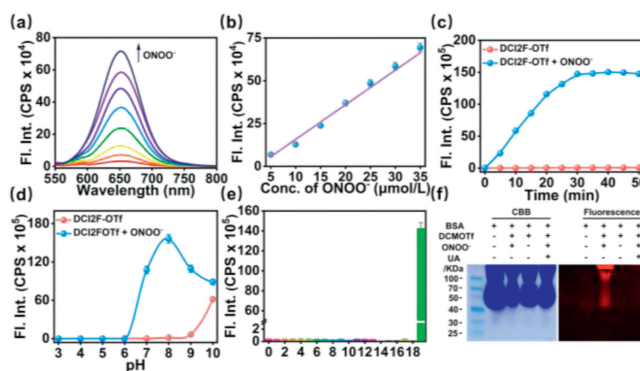 (a)
Fl. Int. (CPS x 10⁴)
80
60
40
20
0
ONOO⁻
550 600 650 700 750 800
Wavelength (nm)
(b)
Fl. Int. (CPS x 10⁴)
75
50
25
0
5 10 15 20 25 30 35
Conc. of ONOO⁻ (μmol/L)
(c)
DCI2F-OTf
DCI2F-OTf + ONOO⁻
Fl. Int. (CPS x 10⁵)
200
150
100
50
0
0 10 20 30 40 50
Time (min)
(d)
DCI2F-OTf
DCI2FOTf + ONOO⁻
Fl. Int. (CPS x 10⁵)
180
120
60
0
3 4 5 6 7 8 9 10
pH
(e)
Fl. Int. (CPS x 10⁵)
160
140
120
100
80
60
2
0
0 2 4 6 8 10 12 14 16 18
(f)
CBB Fluorescence
BSA + + + + + + + +
DCMOTf - + + + - + + +
ONOO⁻
UA
/KDa
100
70
50
40
30
25